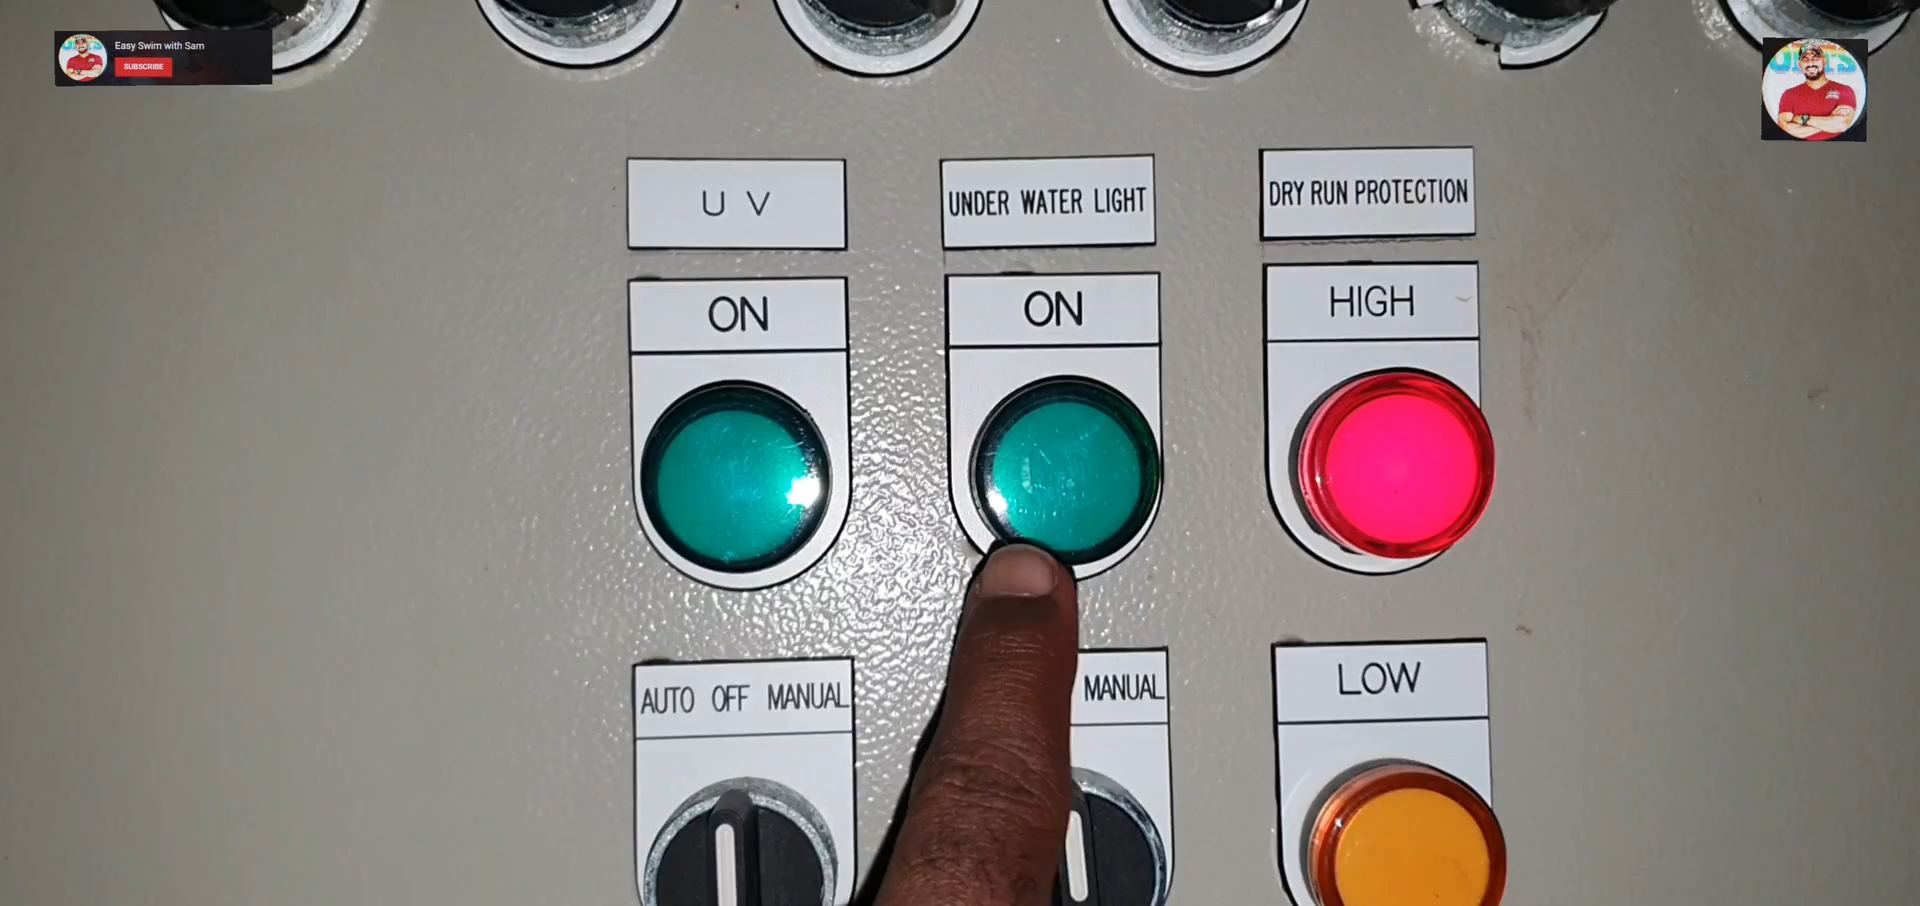 Easy Swim with Sam
SUBSCRIBE
U V
UNDER WATER LIGHT
DRY RUN PROTECTION
ON
ON
HIGH
AUTO OFF MANUAL
MANUAL
LOW